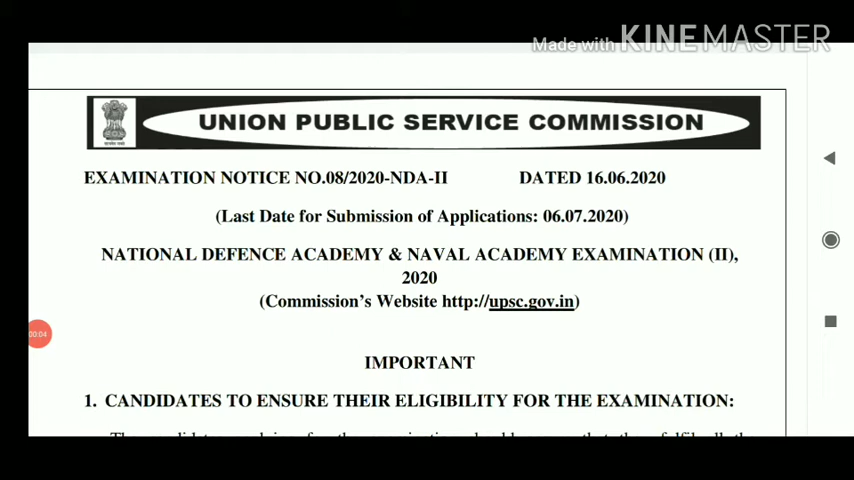 Made with KINEMASTER
UNION PUBLIC SERVICE COMMISSION
EXAMINATION NOTICE NO.08/2020-NDA-II DATED 16.06.2020
(Last Date for Submission of Applications: 06.07.2020)
NATIONAL DEFENCE ACADEMY & NAVAL ACADEMY EXAMINATION (II),
2020
(Commission's Website http://upsc.gov.in)
00:04
IMPORTANT
1. CANDIDATES TO ENSURE THEIR ELIGIBILITY FOR THE EXAMINATION: